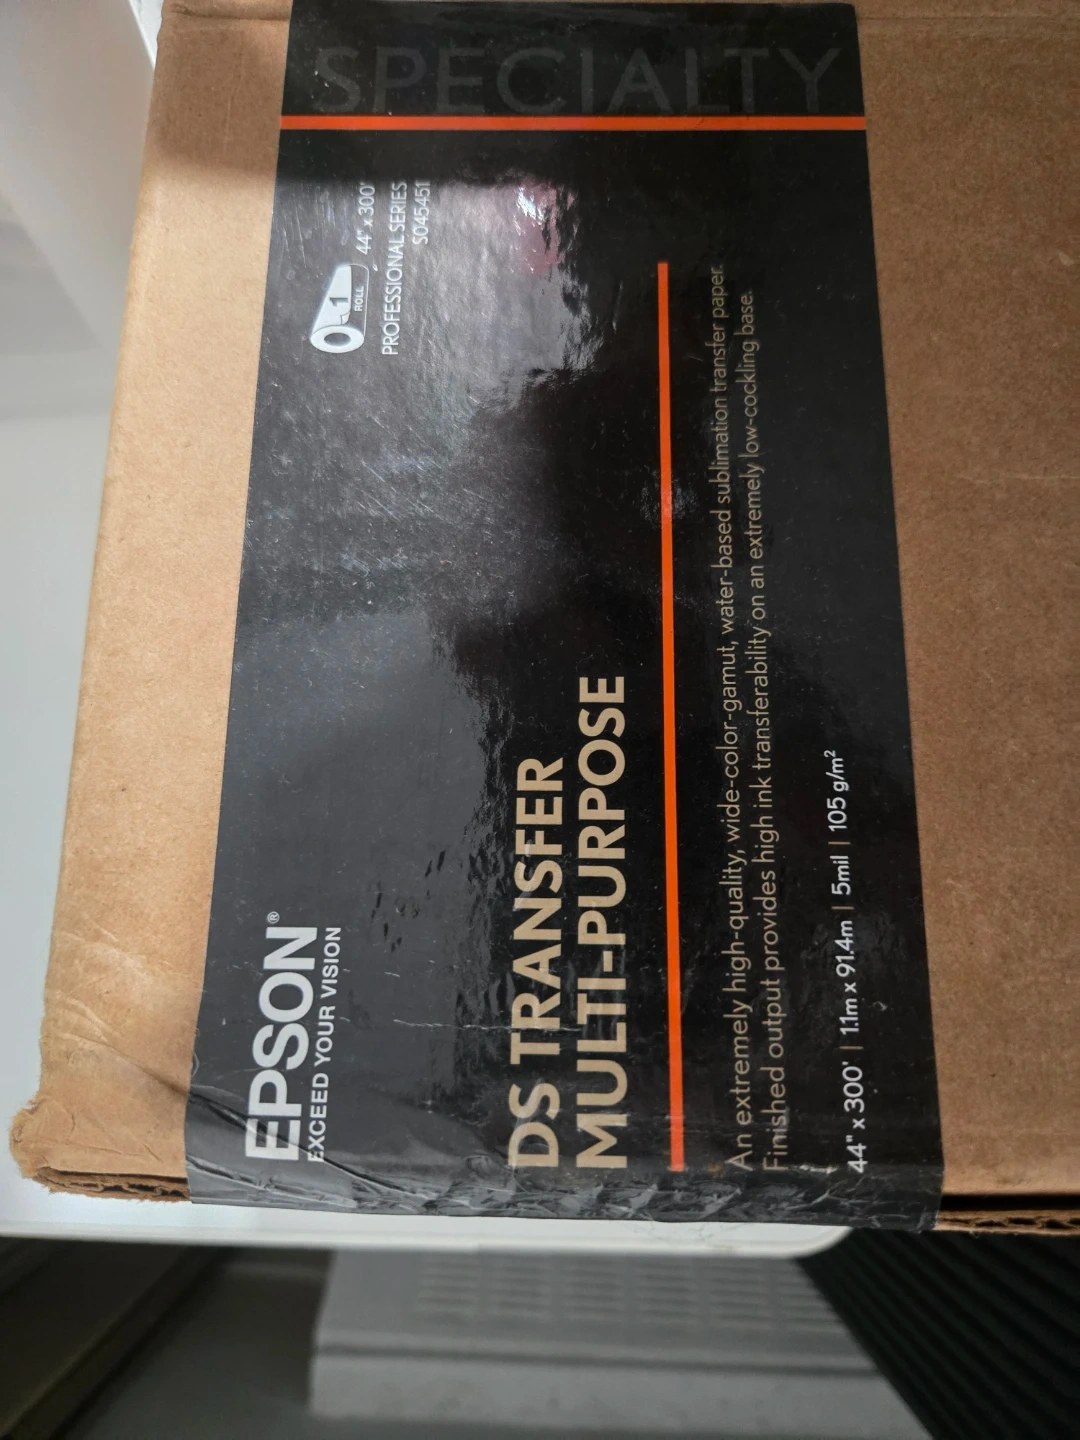 SPECIALTY
EPSON®
EXCEED YOUR VISION
1
ROLL
44" x 300'
PROFESSIONAL SERIES
S045451
DS TRANSFER
MULTI-PURPOSE
An extremely high-quality, wide-color-gamut, water-based sublimation transfer paper.
Finished output provides high ink transferability on an extremely low-cockling base.
44" x 300' | 1.1m x 91.4m | 5mil | 105 g/m²